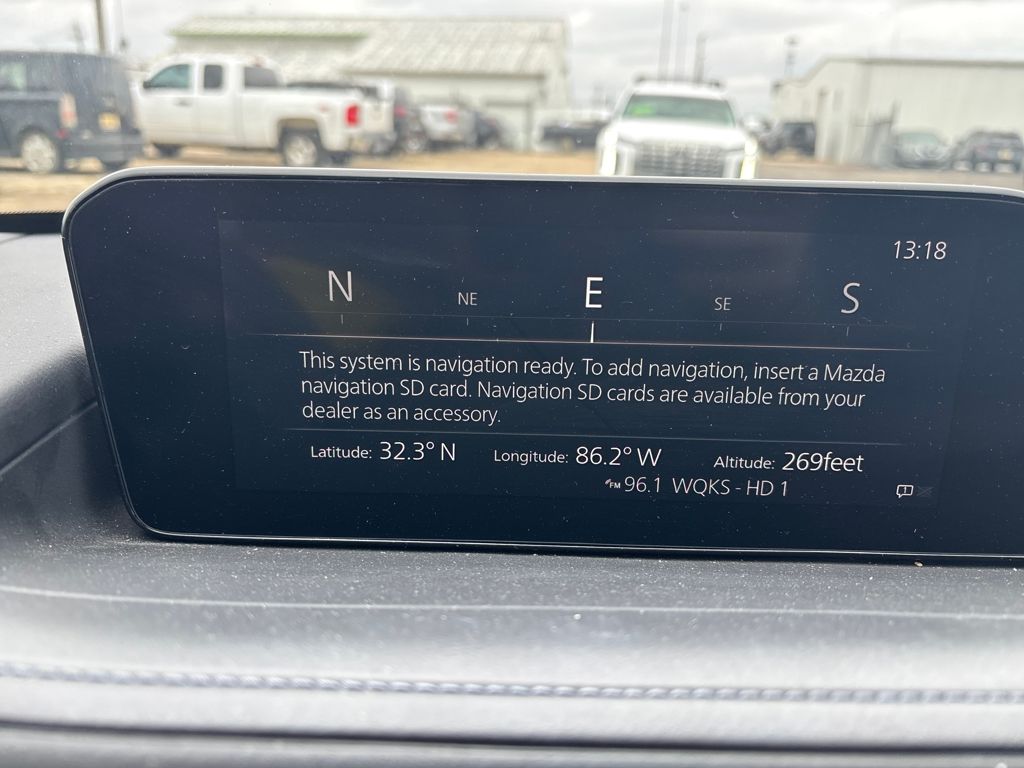 13:18
N NE E SE S
This system is navigation ready. To add navigation, insert a Mazda
navigation SD card. Navigation SD cards are available from your
dealer as an accessory.
Latitude: 32.3° N Longitude: 86.2° W Altitude: 269feet
FM 96.1 WQKS - HD 1